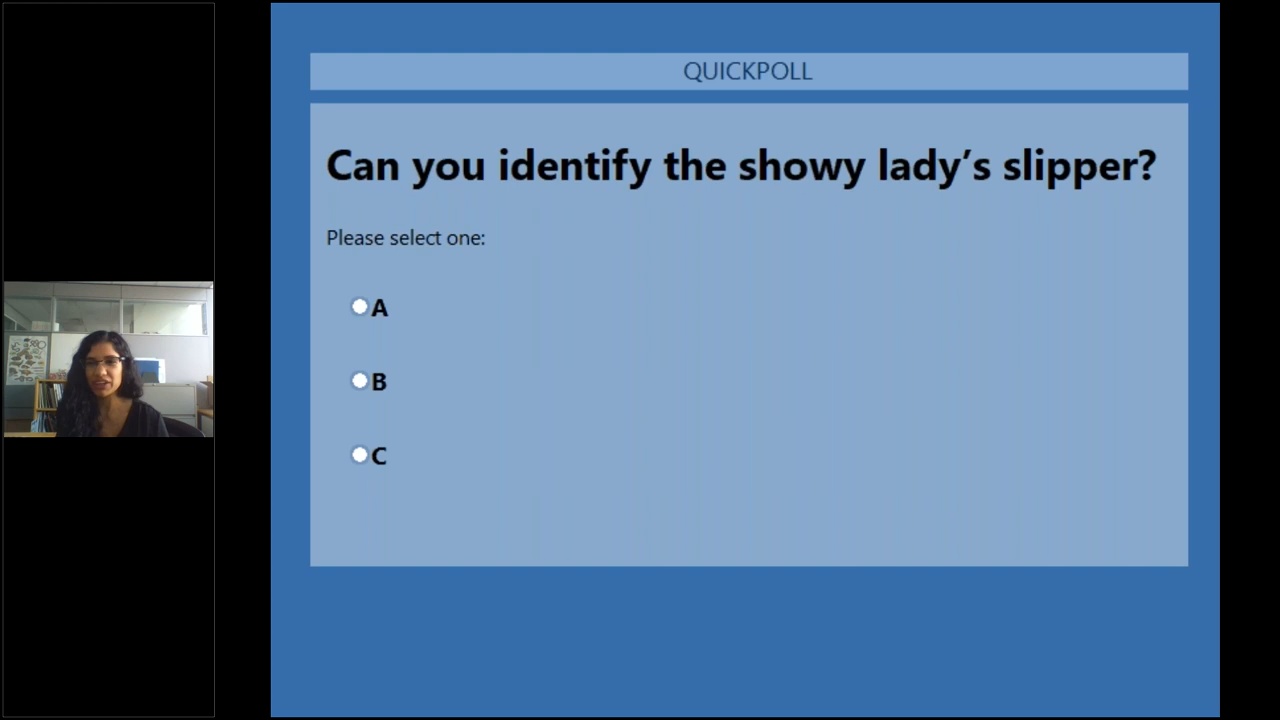 QUICKPOLL
Can you identify the showy lady’s slipper?
Please select one:
A
B
C